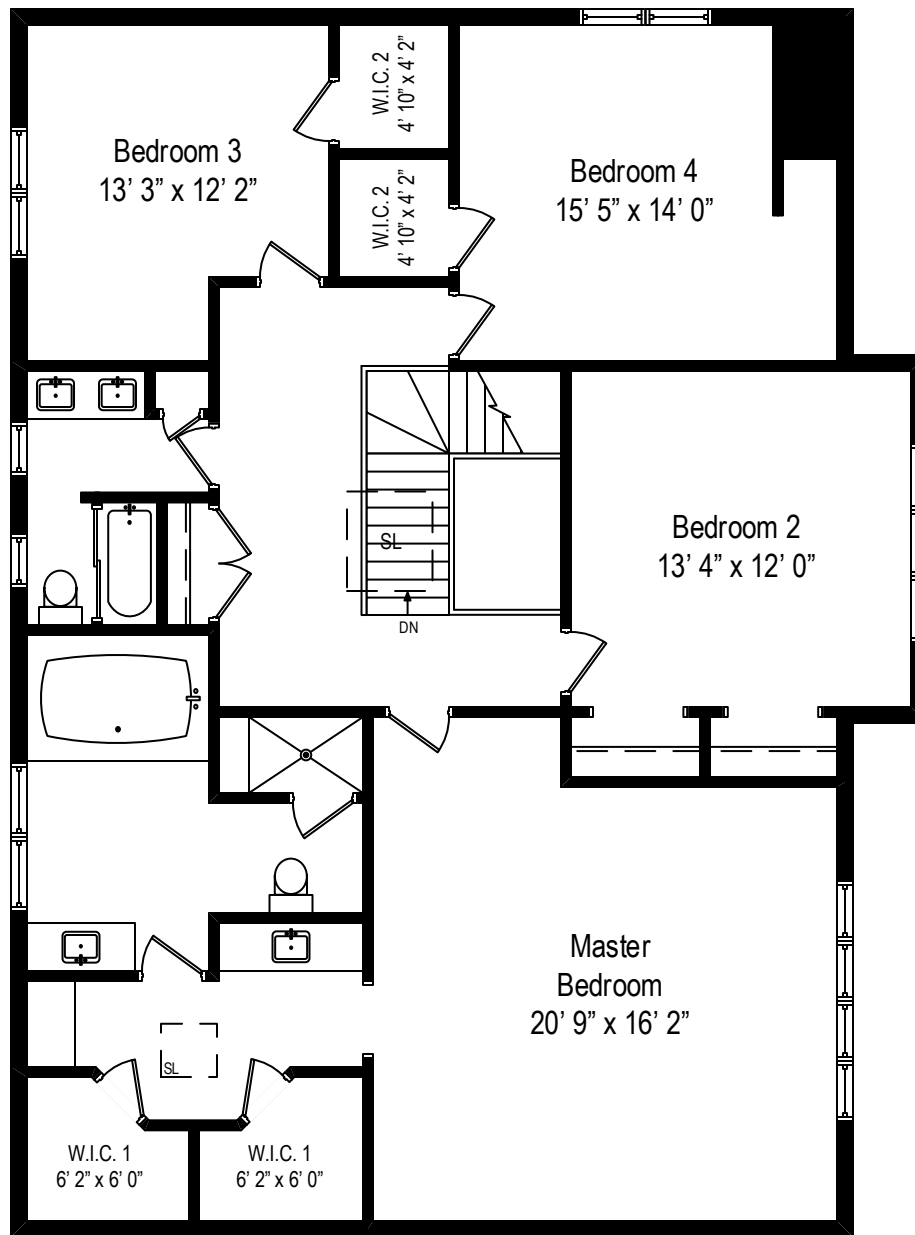 W.I.C. 2
4' 10” x 4' 2”
Bedroom 3
13' 3” x 12' 2”
W.I.C. 2
4' 10” x 4' 2”
Bedroom 4
15' 5” x 14' 0”
Bedroom 2
13' 4” x 12' 0”
SL
DN
Master
Bedroom
20' 9” x 16' 2”
SL
W.I.C. 1
6' 2” x 6' 0”
W.I.C. 1
6' 2” x 6' 0”